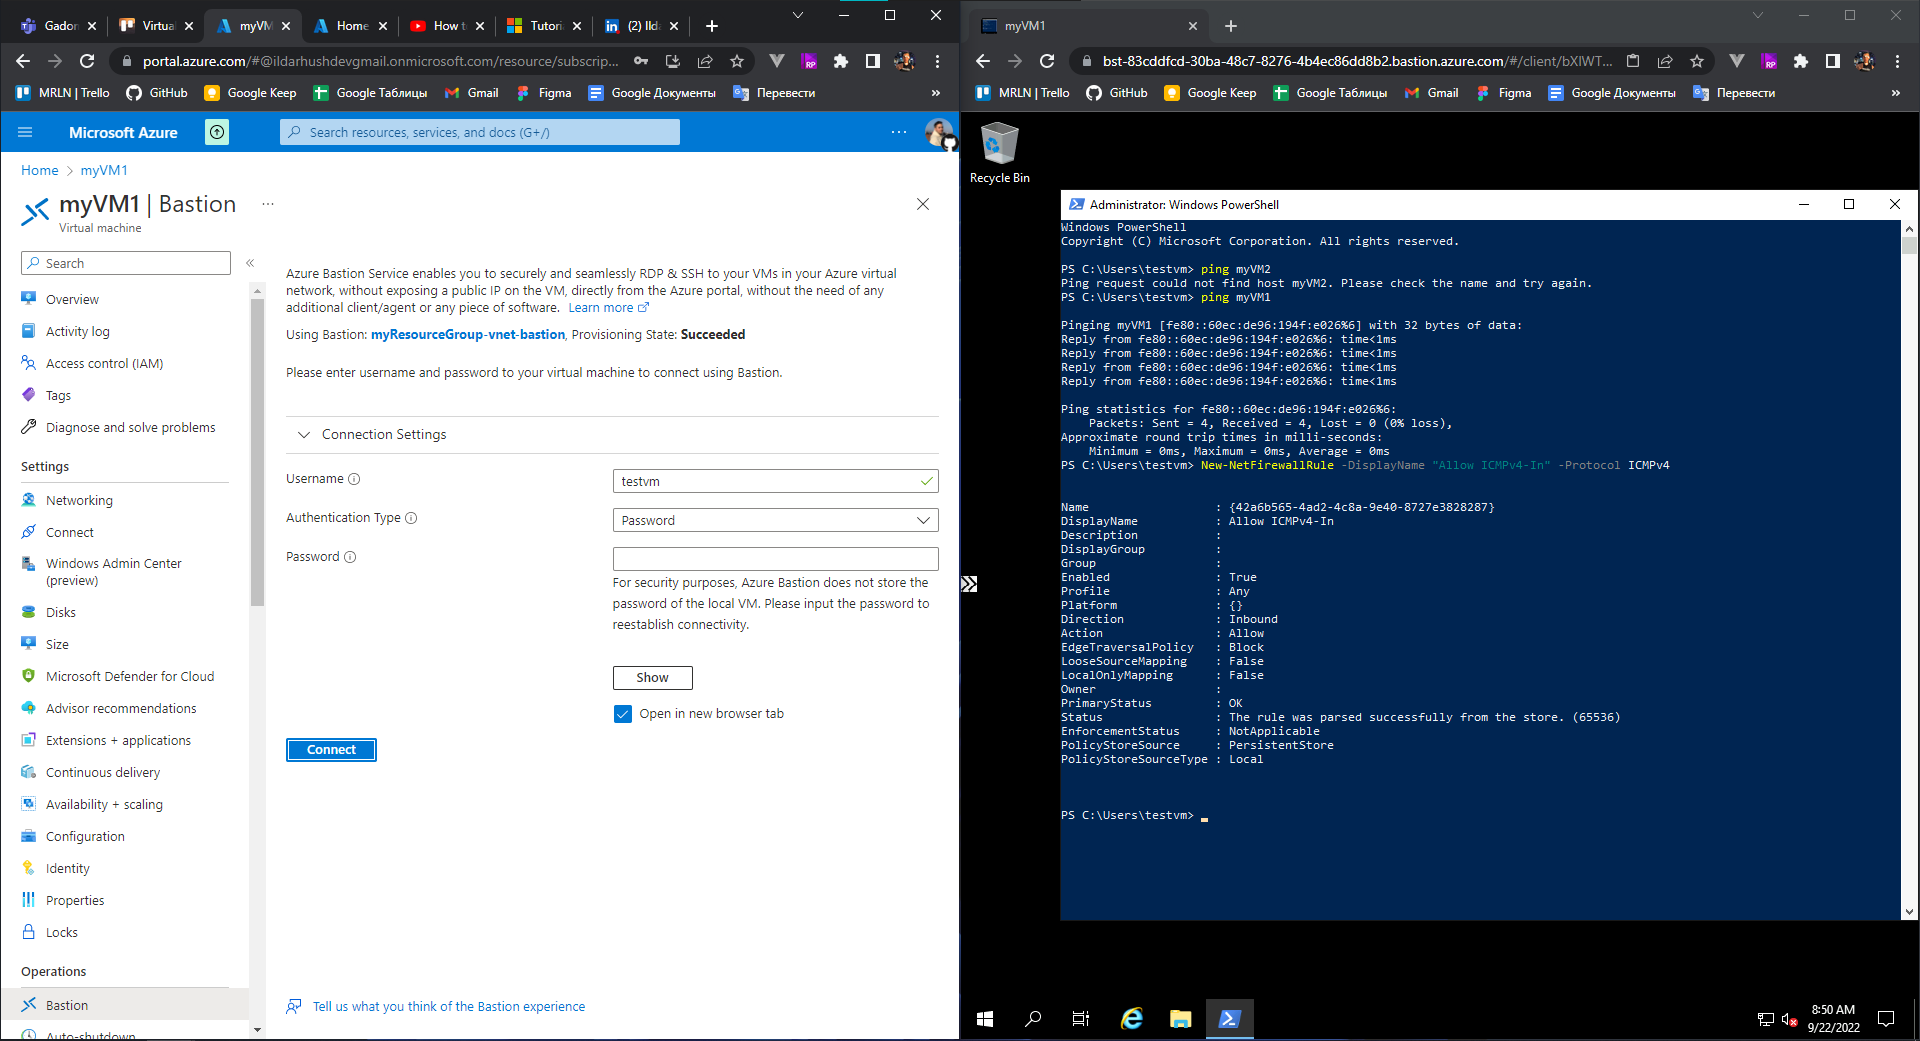 Gadon
Virtual
myVM
Home
How t
Tutori
(2) Ilda
portal.azure.com/#@ildarhushdevgmail.onmicrosoft.com/resource/subscrip...
MRLN | Trello
GitHub
Google Keep
Google Таблицы
Gmail
Figma
Google Документы
Перевести
»
Microsoft Azure
Search resources, services, and docs (G+/)
...
Home > myVM1
myVM1 | Bastion
...
Virtual machine
Search
«
Overview
Activity log
Access control (IAM)
Tags
Diagnose and solve problems
Settings
Networking
Connect
Windows Admin Center
(preview)
Disks
Size
Microsoft Defender for Cloud
Advisor recommendations
Extensions + applications
Continuous delivery
Availability + scaling
Configuration
Identity
Properties
Locks
Operations
Bastion
Auto-shutdown
Azure Bastion Service enables you to securely and seamlessly RDP & SSH to your VMs in your Azure virtual
network, without exposing a public IP on the VM, directly from the Azure portal, without the need of any
additional client/agent or any piece of software. Learn more
Using Bastion: myResourceGroup-vnet-bastion, Provisioning State: Succeeded
Please enter username and password to your virtual machine to connect using Bastion.
Connection Settings
Username
testvm
Authentication Type
Password
Password
For security purposes, Azure Bastion does not store the
password of the local VM. Please input the password to
reestablish connectivity.
Show
Open in new browser tab
Connect
Tell us what you think of the Bastion experience
myVM1
bst-83cddfcd-30ba-48c7-8276-4b4ec86dd8b2.bastion.azure.com/#/client/bXlWT...
MRLN | Trello
GitHub
Google Keep
Google Таблицы
Gmail
Figma
Google Документы
Перевести
»
Recycle Bin
Administrator: Windows PowerShell
Windows PowerShell
Copyright (C) Microsoft Corporation. All rights reserved.
PS C:\Users\testvm> ping myVM2
Ping request could not find host myVM2. Please check the name and try again.
PS C:\Users\testvm> ping myVM1
Pinging myVM1 [fe80::60ec:de96:194f:e026%6] with 32 bytes of data:
Reply from fe80::60ec:de96:194f:e026%6: time<1ms
Reply from fe80::60ec:de96:194f:e026%6: time<1ms
Reply from fe80::60ec:de96:194f:e026%6: time<1ms
Reply from fe80::60ec:de96:194f:e026%6: time<1ms
Ping statistics for fe80::60ec:de96:194f:e026%6:
Packets: Sent = 4, Received = 4, Lost = 0 (0% loss),
Approximate round trip times in milli-seconds:
Minimum = 0ms, Maximum = 0ms, Average = 0ms
PS C:\Users\testvm> New-NetFirewallRule -DisplayName "Allow ICMPv4-In" -Protocol ICMPv4
Name : {42a6b565-4ad2-4c8a-9e40-8727e3828287}
DisplayName : Allow ICMPv4-In
Description :
DisplayGroup :
Group :
Enabled : True
Profile : Any
Platform : {}
Direction : Inbound
Action : Allow
EdgeTraversalPolicy : Block
LooseSourceMapping : False
LocalOnlyMapping : False
Owner :
PrimaryStatus : OK
Status : The rule was parsed successfully from the store. (65536)
EnforcementStatus : NotApplicable
PolicyStoreSource : PersistentStore
PolicyStoreSourceType : Local
PS C:\Users\testvm> _
8:50 AM
9/22/2022